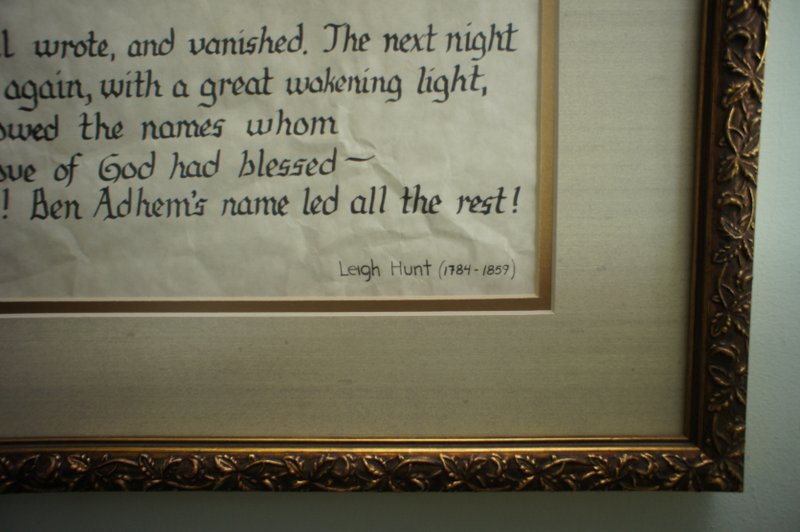 wrote, and vanished. The next night
again, with a great wakening light,
the names whom
of God had blessed~
! Ben Adhem's name led all the rest!
Leigh Hunt (1784-1859)